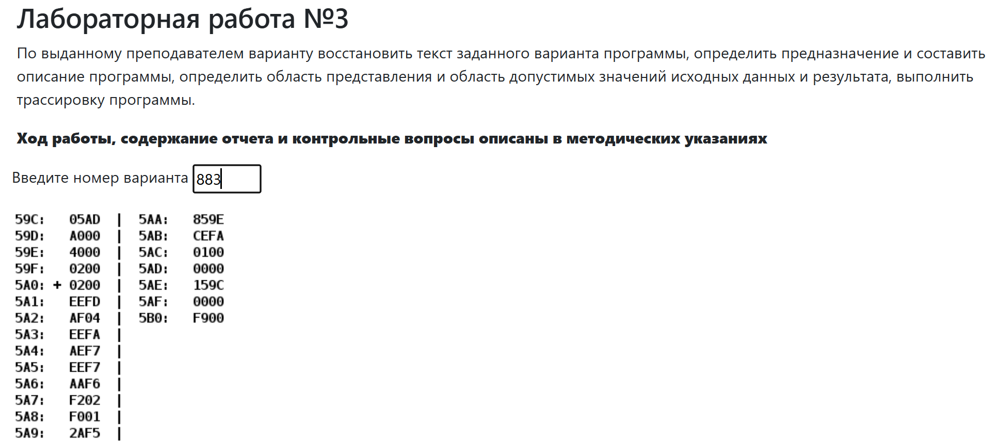 Лабораторная работа №3
По выданному преподавателем варианту восстановить текст заданного варианта программы, определить предназначение и составить
описание программы, определить область представления и область допустимых значений исходных данных и результата, выполнить
трассировку программы.
Ход работы, содержание отчета и контрольные вопросы описаны в методических указаниях
Введите номер варианта 883
59C: 05AD | 5AA: 859E
59D: A000 | 5AB: CEFA
59E: 4000 | 5AC: 0100
59F: 0200 | 5AD: 0000
5A0: + 0200 | 5AE: 159C
5A1: EEFD | 5AF: 0000
5A2: AF04 | 5B0: F900
5A3: EEFA |
5A4: AEF7 |
5A5: EEF7 |
5A6: AAF6 |
5A7: F202 |
5A8: F001 |
5A9: 2AF5 |